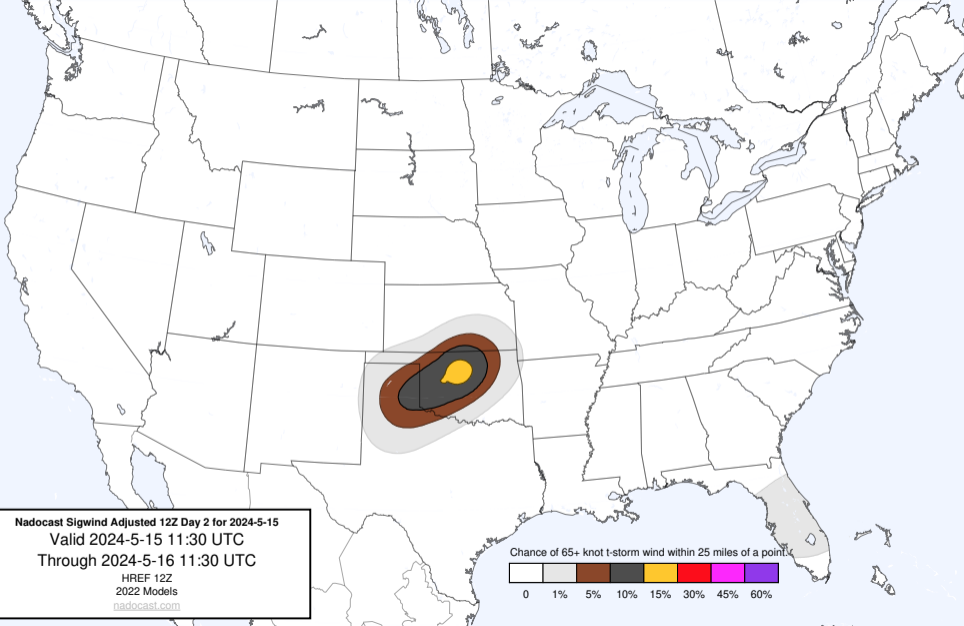 Nadocast Sigwind Adjusted 12Z Day 2 for 2024-5-15
Valid 2024-5-15 11:30 UTC
Through 2024-5-16 11:30 UTC
HREF 12Z
2022 Models
nadocast.com
Chance of 65+ knot t-storm wind within 25 miles of a point.
0 1% 5% 10% 15% 30% 45% 60%